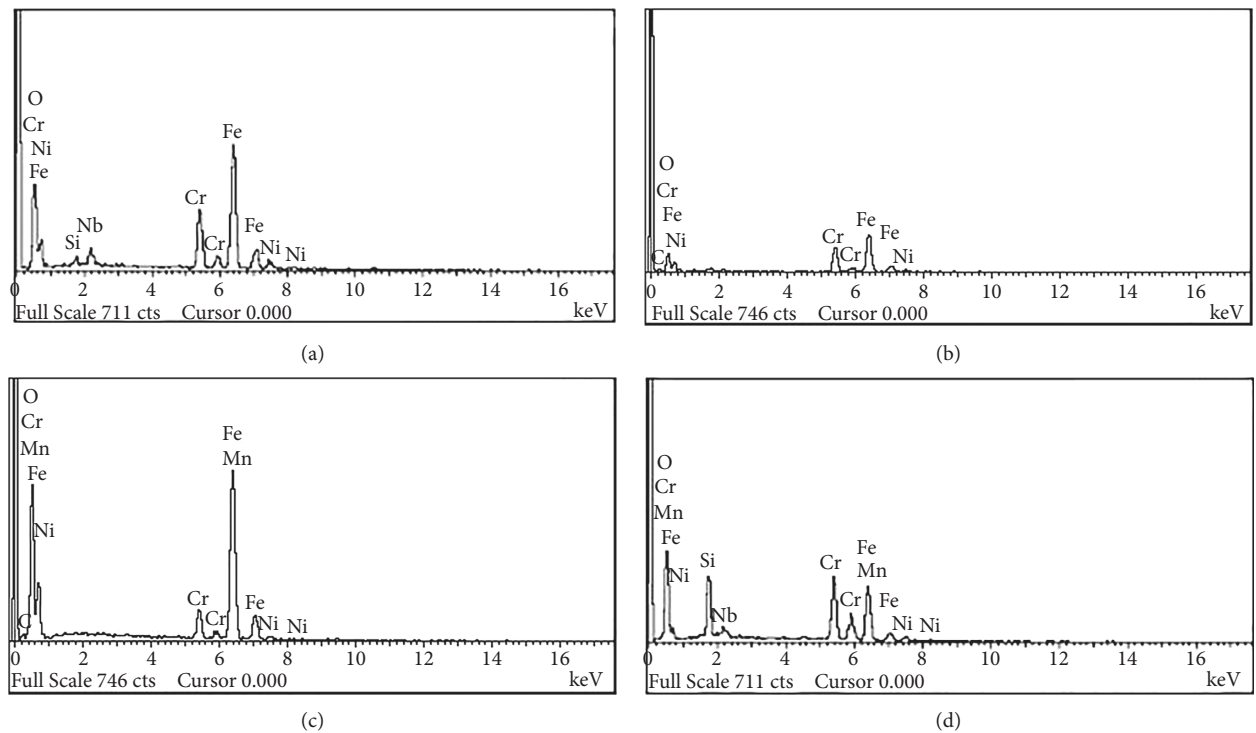 O
Cr
Ni
Fe
Si
Nb
Cr
Cr
Fe
Fe
Ni
Ni
0 2 4 6 8 10 12 14 16
Full Scale 711 cts Cursor 0.000 keV
(a)
O
Cr
Fe
Ni
C
Cr
Cr
Fe
Fe
Ni
0 2 4 6 8 10 12 14 16
Full Scale 746 cts Cursor 0.000 keV
(b)
O
Cr
Mn
Fe
Ni
C
Cr
Cr
Fe
Mn
Fe
Ni
Ni
0 2 4 6 8 10 12 14 16
Full Scale 746 cts Cursor 0.000 keV
(c)
O
Cr
Mn
Fe
Ni
Si
Nb
Cr
Cr
Fe
Mn
Fe
Ni
Ni
0 2 4 6 8 10 12 14 16
Full Scale 711 cts Cursor 0.000 keV
(d)